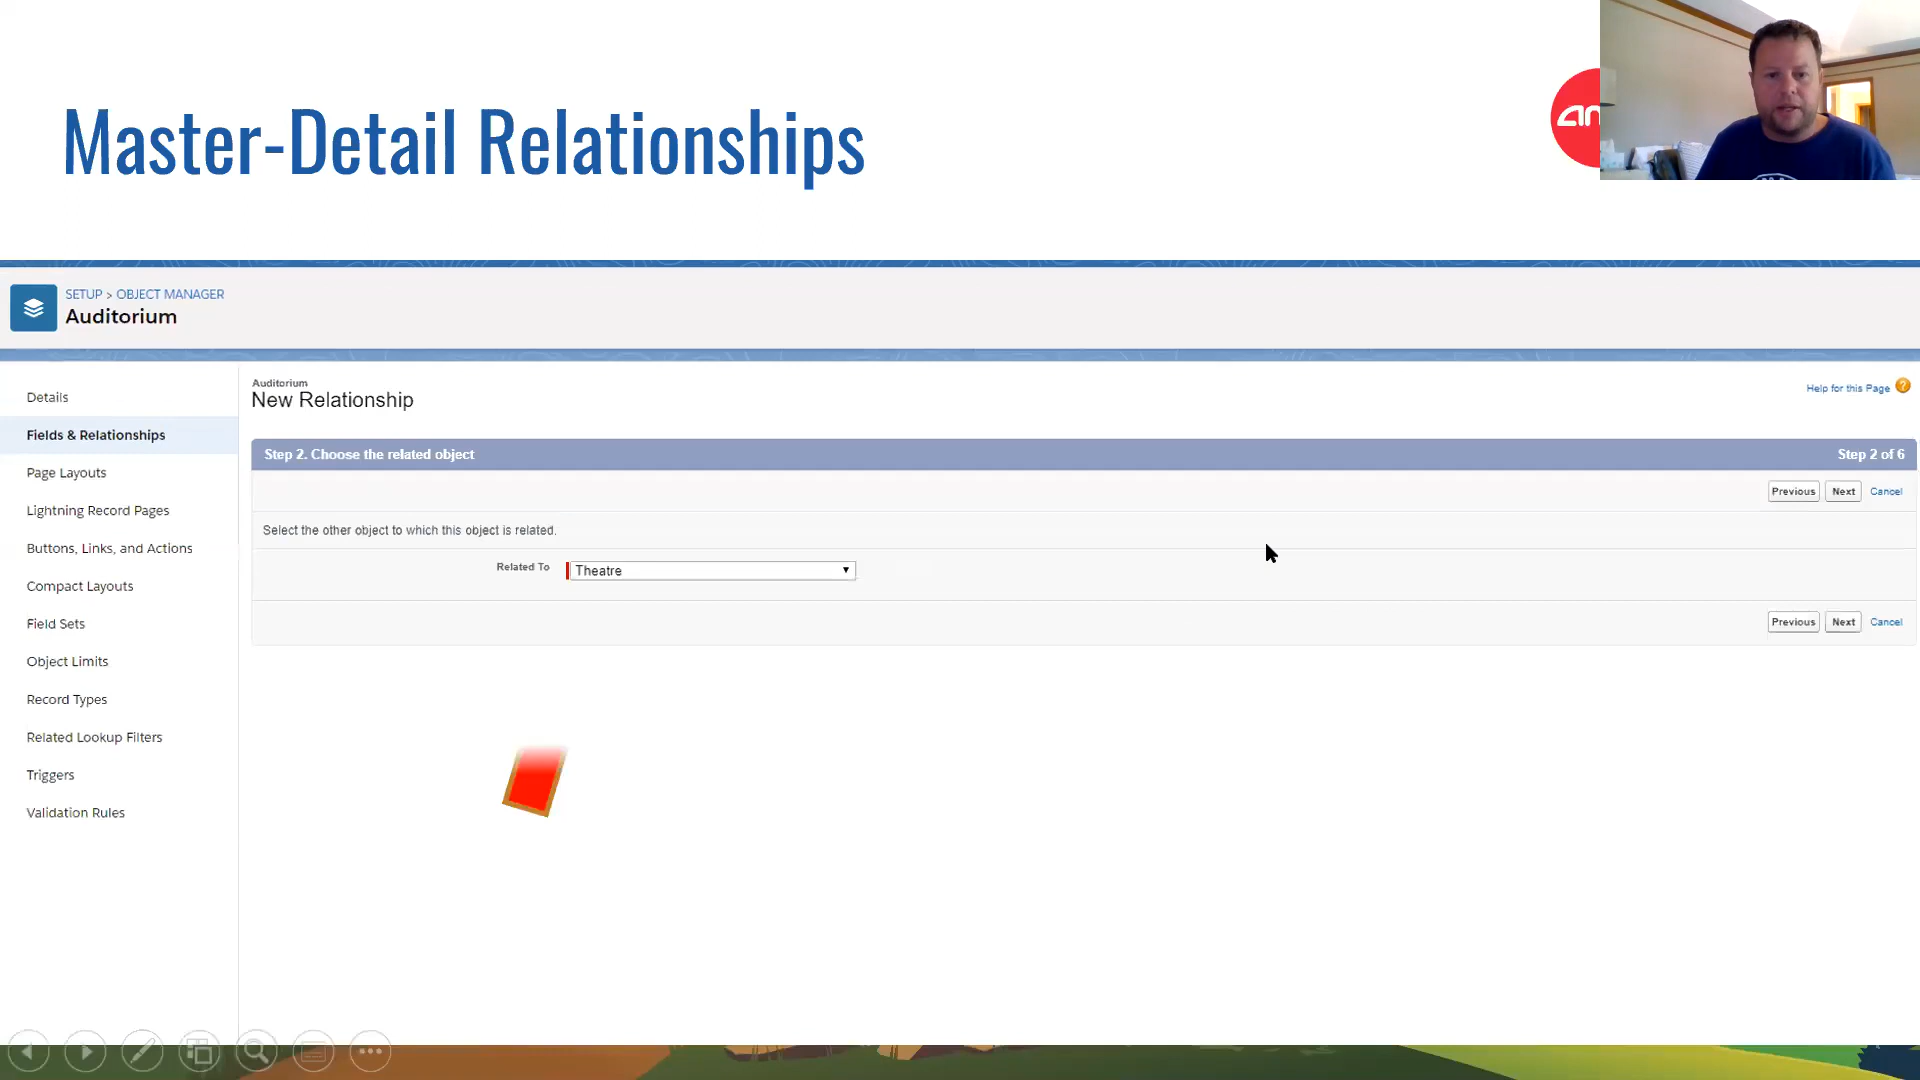 Master-Detail Relationships
SETUP > OBJECT MANAGER
Auditorium
Details
Fields & Relationships
Page Layouts
Lightning Record Pages
Buttons, Links, and Actions
Compact Layouts
Field Sets
Object Limits
Record Types
Related Lookup Filters
Triggers
Validation Rules
Auditorium
New Relationship
Help for this Page
Step 2. Choose the related object
Step 2 of 6
Previous Next Cancel
Select the other object to which this object is related.
Related To Theatre
Previous Next Cancel